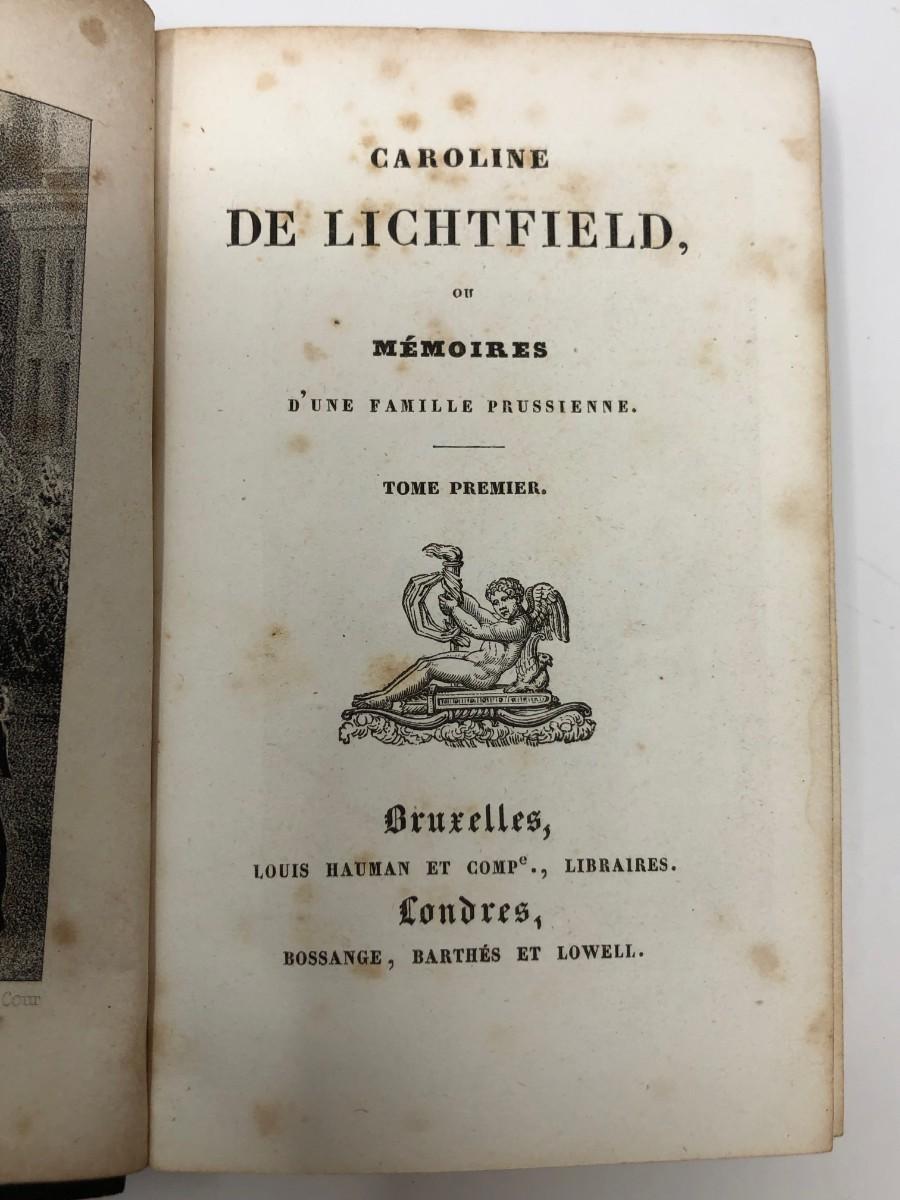 CAROLINE
DE LICHTFIELD,
OU
MÉMOIRES
D'UNE FAMILLE PRUSSIENNE.
TOME PREMIER.
Bruxelles,
LOUIS HAUMAN ET COMPe., LIBRAIRES.
Londres,
BOSSANGE, BARTHÉS ET LOWELL.
Cour